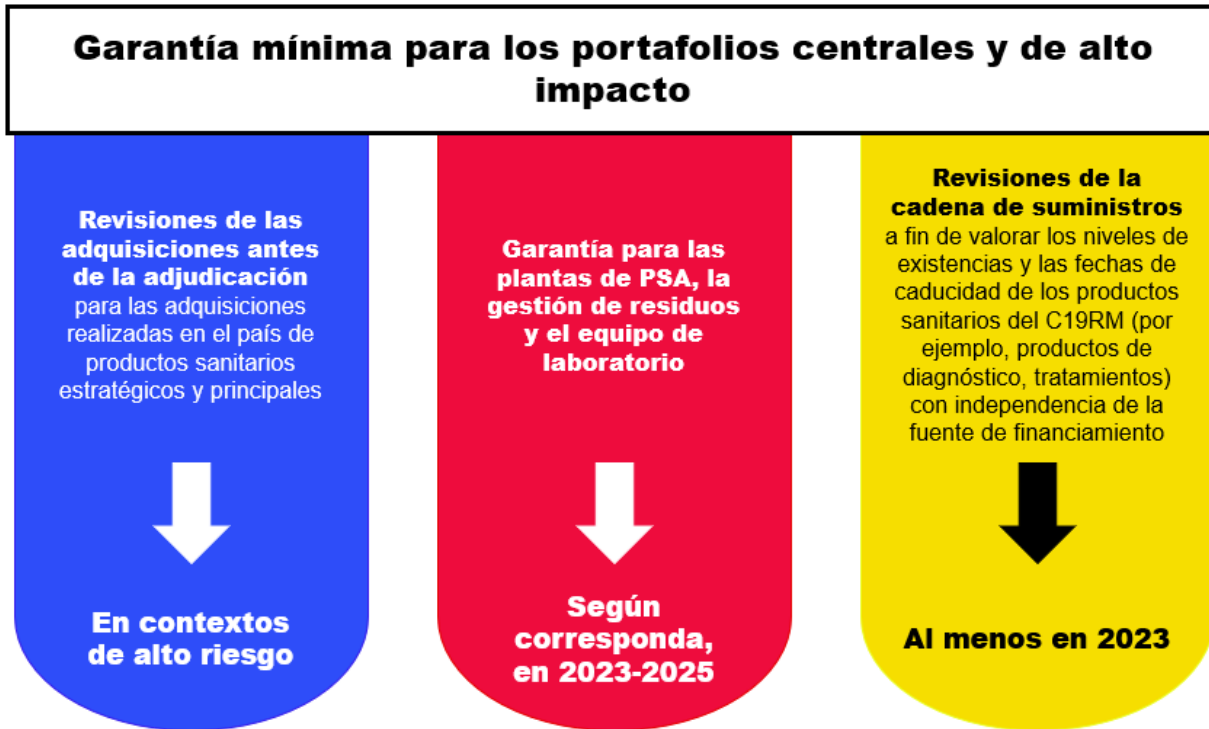 Garantía mínima para los portafolios centrales y de alto
impacto
Revisiones de las
adquisiciones antes
de la adjudicación
para las adquisiciones
realizadas en el país de
productos sanitarios
estratégicos y principales
En contextos
de alto riesgo
Garantía para las
plantas de PSA, la
gestión de residuos
y el equipo de
laboratorio
Según
corresponda,
en 2023-2025
Revisiones de la
cadena de suministros
a fin de valorar los niveles de
existencias y las fechas de
caducidad de los productos
sanitarios del C19RM (por
ejemplo, productos de
diagnóstico, tratamientos)
con independencia de la
fuente de financiamiento
Al menos en 2023